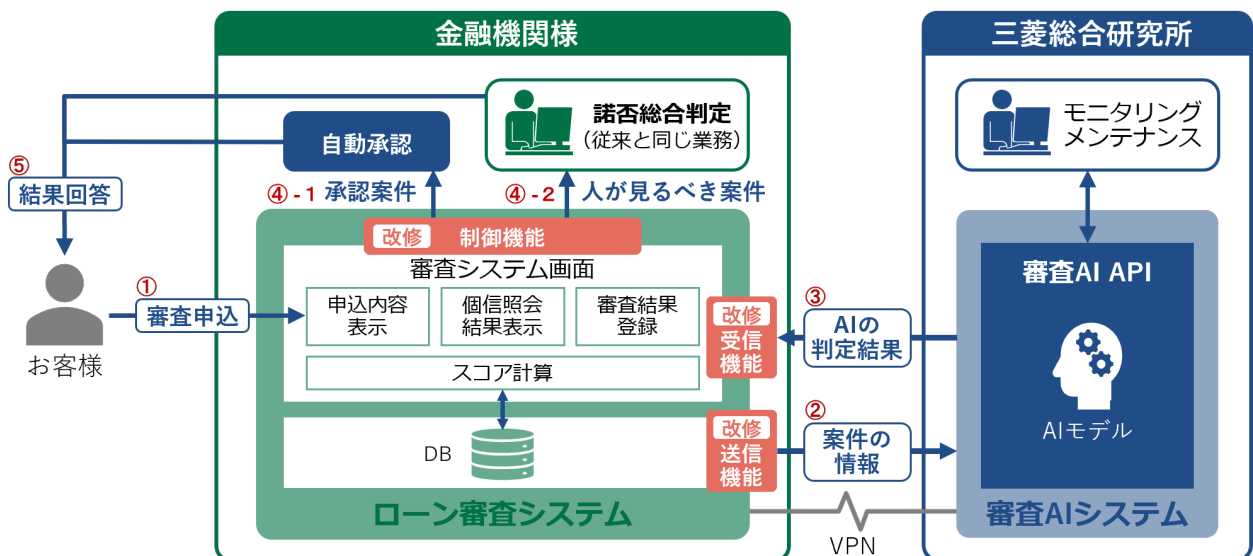 金融機関様
三菱総合研究所
諾否総合判定
(従来と同じ業務)
モニタリング
メンテナンス
自動承認
⑤
結果回答
④-1 承認案件
④-2 人が見るべき案件
改修 制御機能
審査システム画面
審査AI API
①
審査申込
お客様
申込内容
表示
個信照会
結果表示
審査結果
登録
改修
受信
機能
③
AIの
判定結果
スコア計算
AIモデル
DB
改修
送信
機能
②
案件の
情報
ローン審査システム
審査AIシステム
VPN